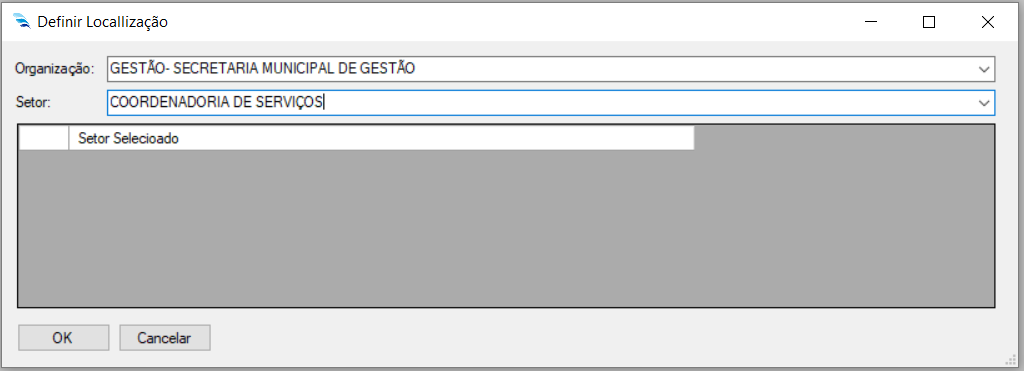 Definir Locallização
Organização: GESTÃO- SECRETARIA MUNICIPAL DE GESTÃO
Setor: COORDENADORIA DE SERVIÇOS
Setor Selecioado
OK Cancelar